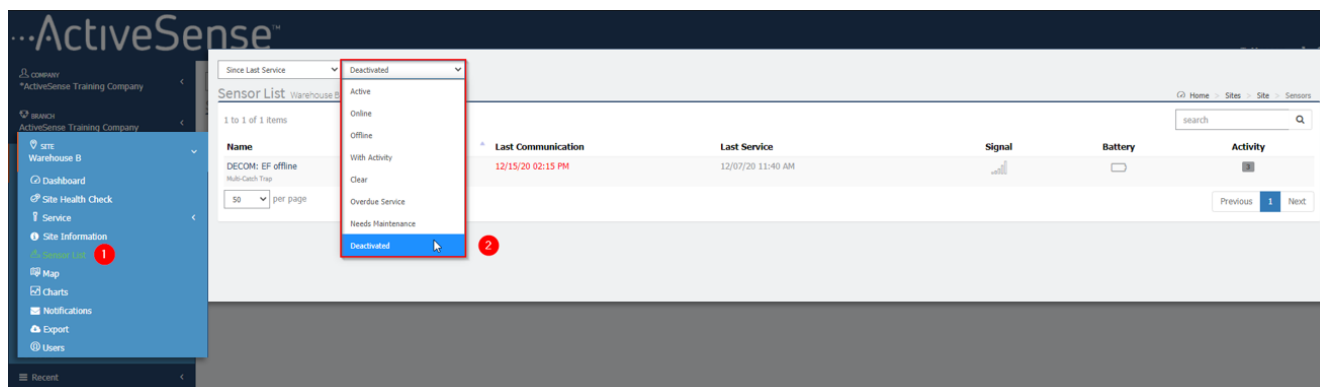 ···ActiveSense™
COMPANY
*ActiveSense Training Company
BRANCH
ActiveSense Training Company
SITE
Warehouse B
Dashboard
Site Health Check
Service
Site Information
Sensor List 1
Map
Charts
Notifications
Export
Users
Recent
Since Last Service
Deactivated
Active
Online
Offline
With Activity
Clear
Overdue Service
Needs Maintenance
Deactivated
2
Sensor List Warehouse B
Home > Sites > Site > Sensors
1 to 1 of 1 items
search
Name Last Communication Last Service Signal Battery Activity
DECOM: EF offline 12/15/20 02:15 PM 12/07/20 11:40 AM 3
Multi-Catch Trap
50 per page
Previous 1 Next